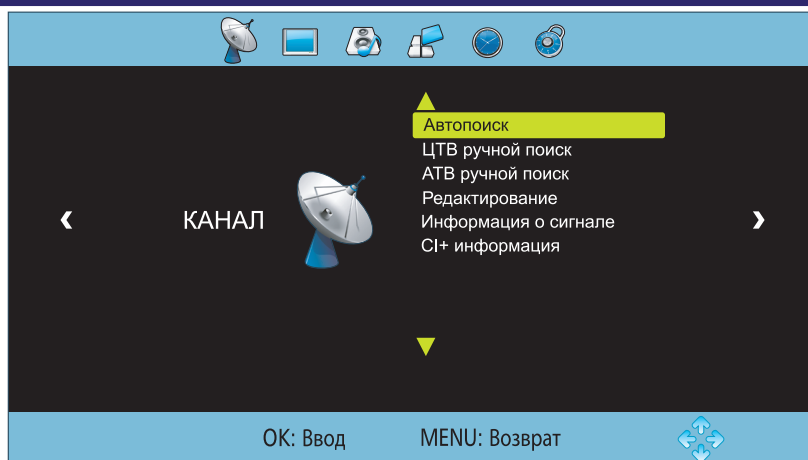 Автопоиск
ЦТВ ручной поиск
АТВ ручной поиск
Редактирование
КАНАЛ
Информация о сигнале
CI+ информация
OK: Ввод MENU: Возврат